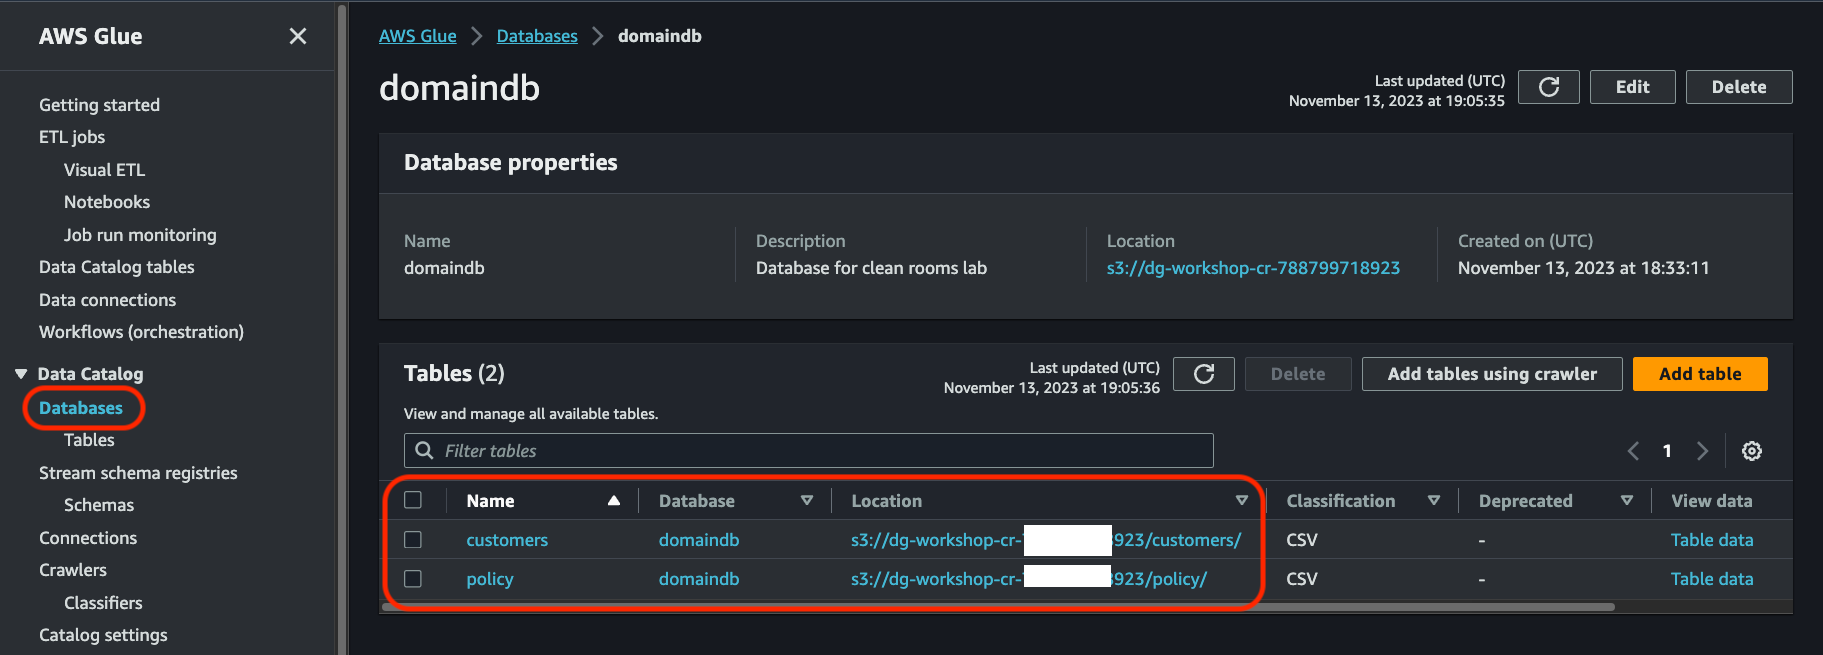 AWS Glue
Getting started
ETL jobs
Visual ETL
Notebooks
Job run monitoring
Data Catalog tables
Data connections
Workflows (orchestration)
Data Catalog
Databases
Tables
Stream schema registries
Schemas
Connections
Crawlers
Classifiers
Catalog settings
AWS Glue Databases domaindb
domaindb
Last updated (UTC)
November 13, 2023 at 19:05:35
Edit
Delete
Database properties
Name
domaindb
Description
Database for clean rooms lab
Location
s3://dg-workshop-cr-788799718923
Created on (UTC)
November 13, 2023 at 18:33:11
Tables (2)
Last updated (UTC)
November 13, 2023 at 19:05:36
Delete
Add tables using crawler
Add table
View and manage all available tables.
Filter tables
1
Name Database Location Classification Deprecated View data
customers domaindb s3://dg-workshop-cr- 923/customers/ CSV - Table data
policy domaindb s3://dg-workshop-cr- 923/policy/ CSV - Table data